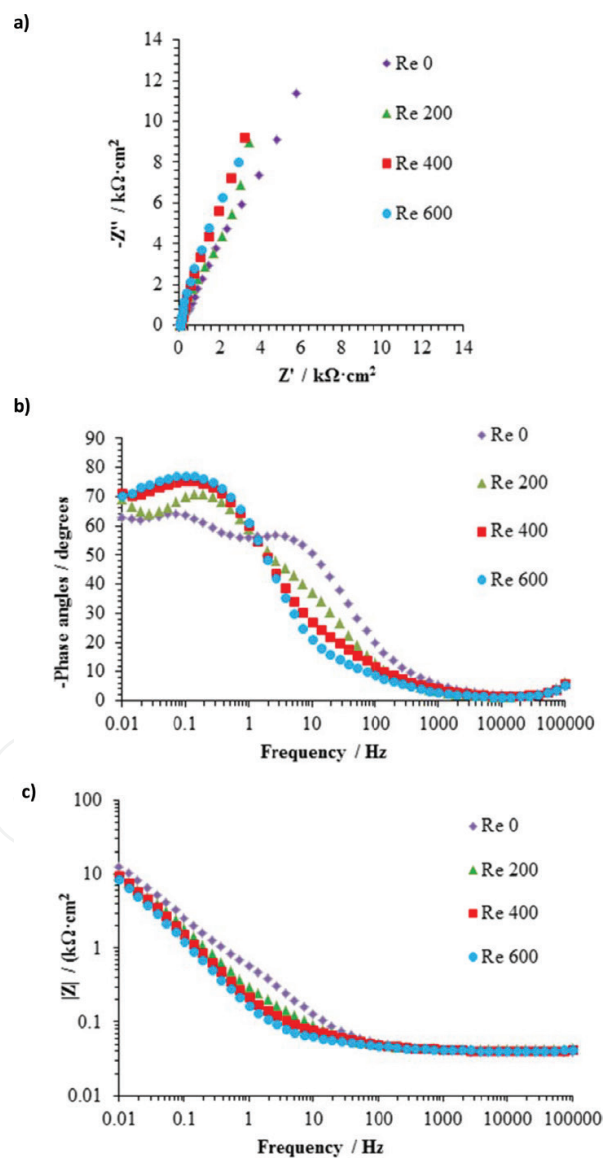 a)
14
12
10
8
6
4
2
0
-Z'' / kΩ·cm²
0 2 4 6 8 10 12 14
Z' / kΩ·cm²
Re 0
Re 200
Re 400
Re 600
b)
90
80
70
60
50
40
30
20
10
0
-Phase angles / degrees
0.01 0.1 1 10 100 1000 10000 100000
Frequency / Hz
Re 0
Re 200
Re 400
Re 600
c)
100
10
1
0.1
0.01
|Z| / (kΩ·cm²
0.01 0.1 1 10 100 1000 10000 100000
Frequency / Hz
Re 0
Re 200
Re 400
Re 600